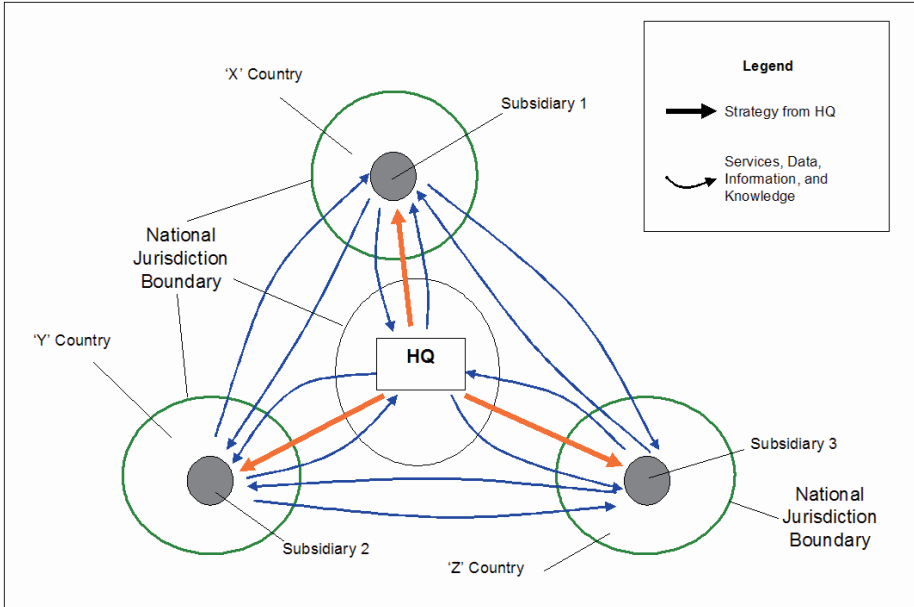 'X' Country
Subsidiary 1
Legend
Strategy from HQ
Services, Data,
Information, and
Knowledge
National
Jurisdiction
Boundary
'Y' Country
HQ
Subsidiary 3
National
Jurisdiction
Boundary
Subsidiary 2
'Z' Country